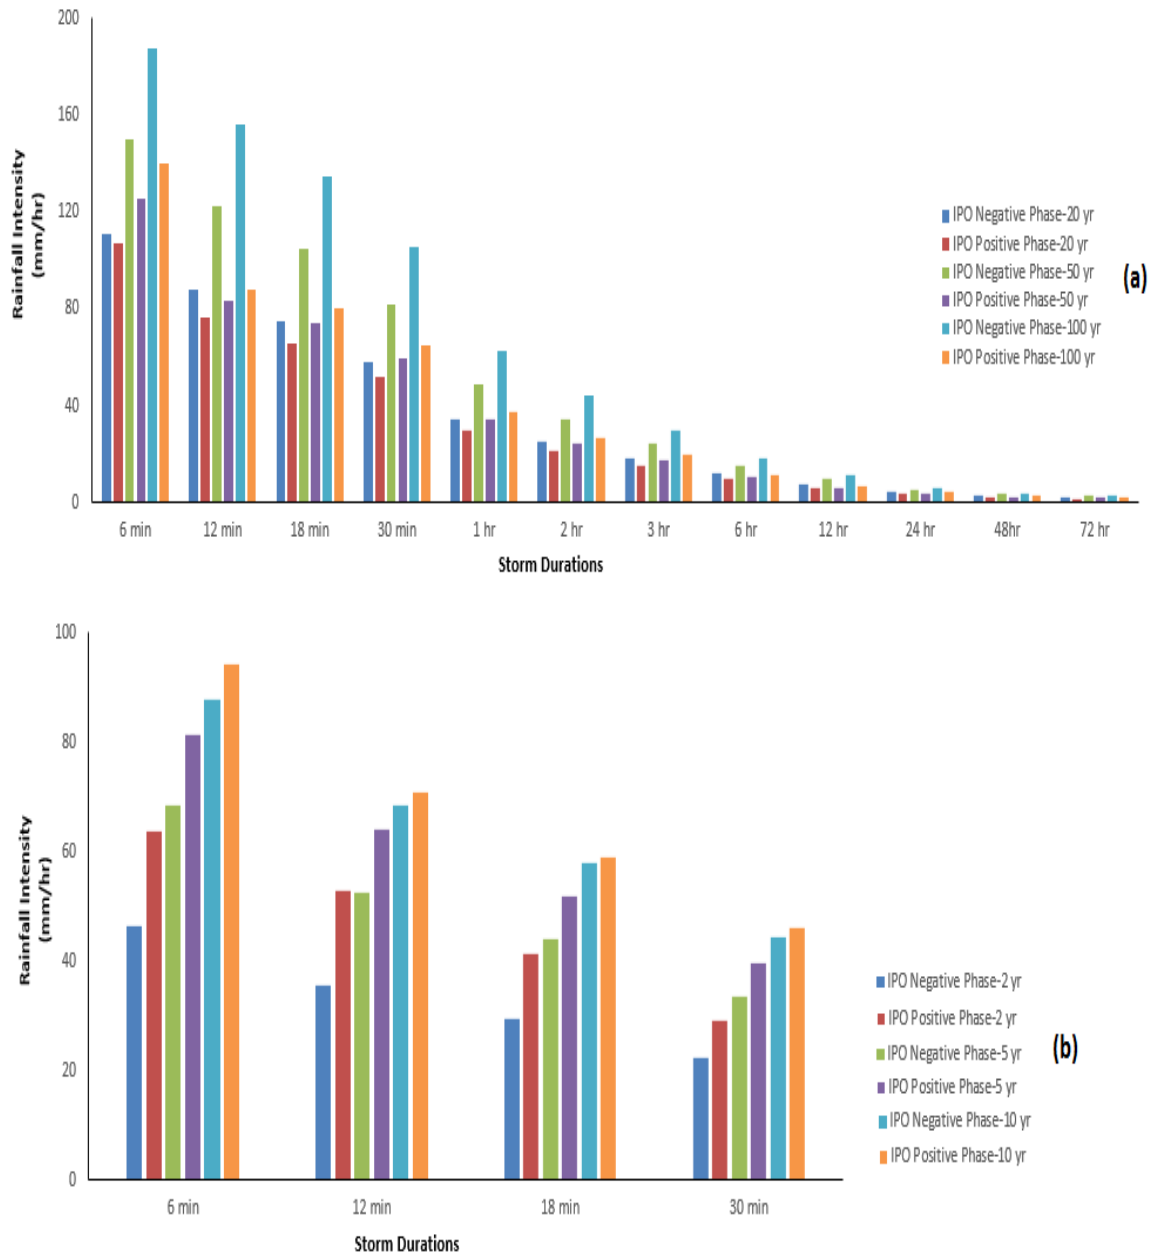 200
160
120
80
40
0
Rainfall Intensity
(mm/hr)
6 min 12 min 18 min 30 min 1 hr 2 hr 3 hr 6 hr 12 hr 24 hr 48hr 72 hr
Storm Durations
IPO Negative Phase-20 yr
IPO Positive Phase-20 yr
IPO Negative Phase-50 yr
IPO Positive Phase-50 yr
IPO Negative Phase-100 yr
IPO Positive Phase-100 yr
(a)
100
80
60
40
20
0
Rainfall Intensity
(mm/hr)
6 min 12 min 18 min 30 min
Storm Durations
IPO Negative Phase-2 yr
IPO Positive Phase-2 yr
IPO Negative Phase-5 yr
IPO Positive Phase-5 yr
IPO Negative Phase-10 yr
IPO Positive Phase-10 yr
(b)